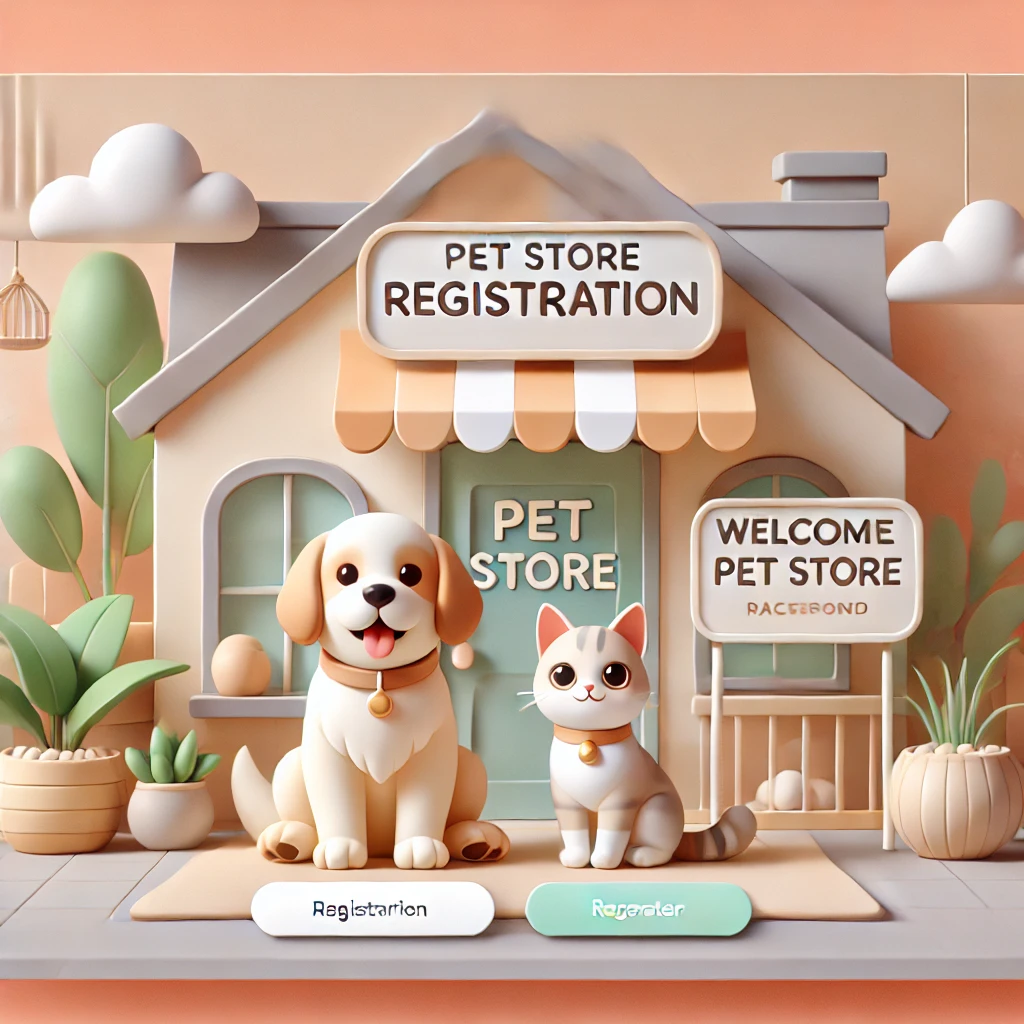 PET STORE
REGISTRATION
PET
STORE
WELCOME
PET STORE